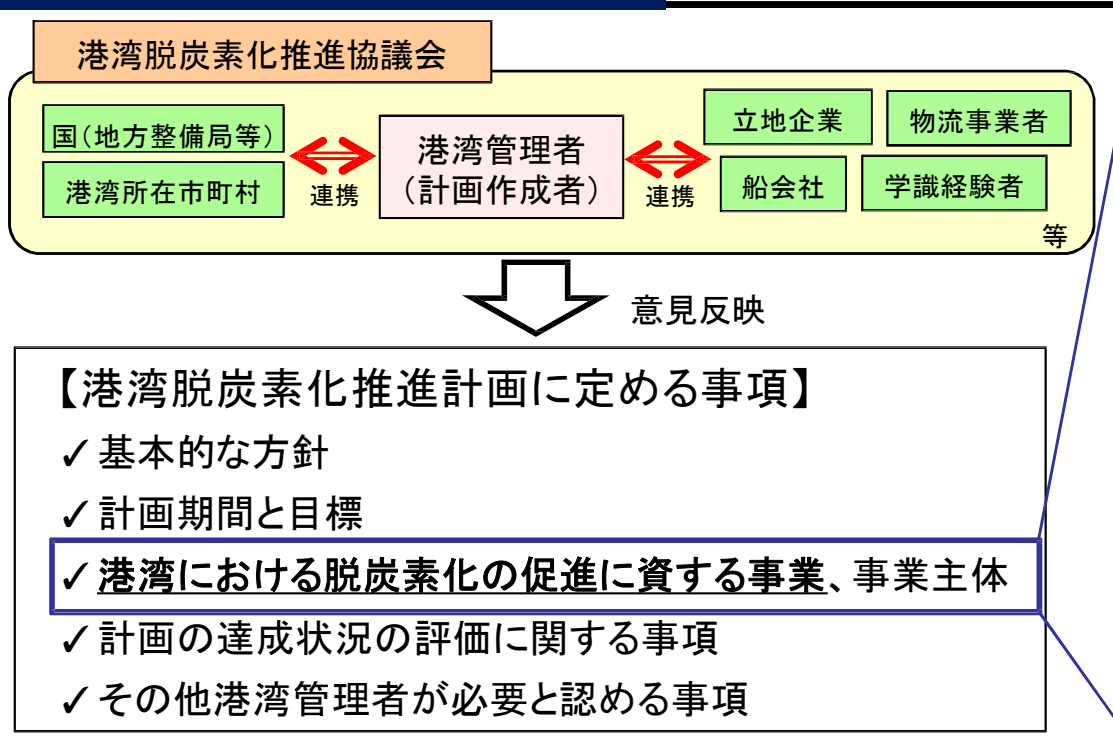 港湾脱炭素化推進協議会
国(地方整備局等)
港湾所在市町村
連携
港湾管理者
(計画作成者)
連携
立地企業
物流事業者
船会社
学識経験者
等
意見反映
【港湾脱炭素化推進計画に定める事項】
✓基本的な方針
✓計画期間と目標
✓港湾における脱炭素化の促進に資する事業、事業主体
✓計画の達成状況の評価に関する事項
✓その他港湾管理者が必要と認める事項